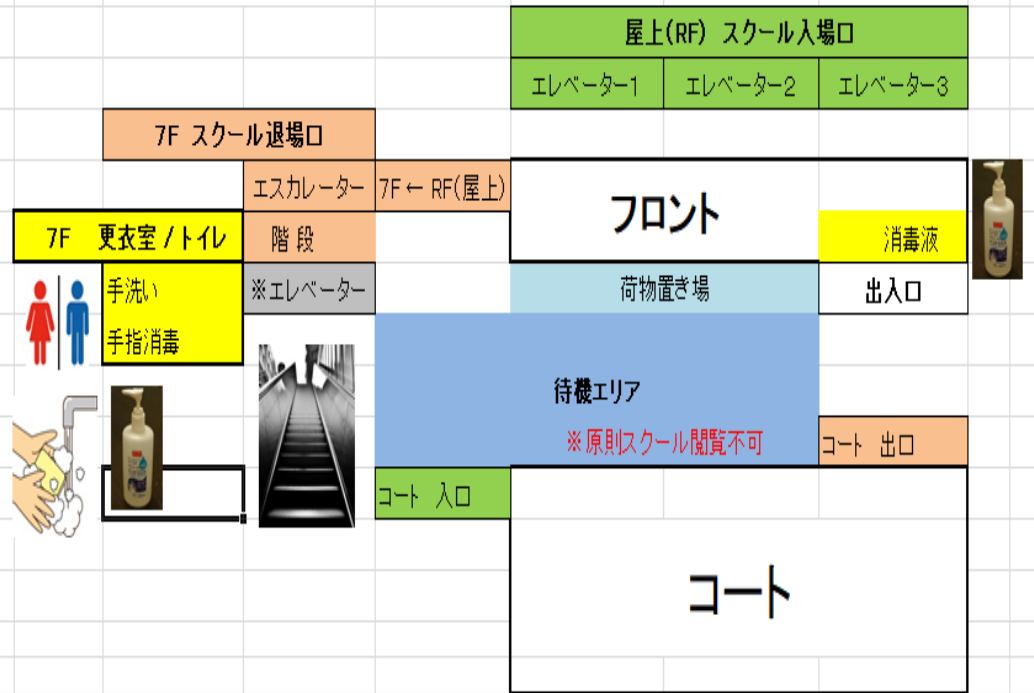 屋上(RF) スクール入場口
エレベーター1 エレベーター2 エレベーター3
7F スクール退場口
エスカレーター 7F ← RF(屋上)
フロント
7F 更衣室 / トイレ 階 段
消毒液
手洗い ※エレベーター
荷物置き場 出入口
手指消毒
待機エリア
※原則スクール閲覧不可
コート 出口
コート 入口
コート